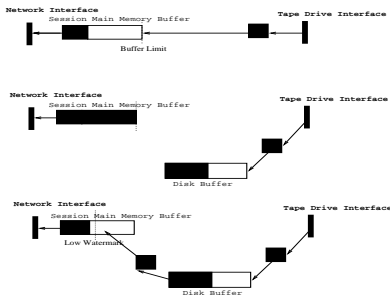 Network Interface
Session Main Memory Buffer
Tape Drive Interface
Buffer Limit
Network Interface
Session Main Memory Buffer
Tape Drive Interface
Disk Buffer
Network Interface
Session Main Memory Buffer
Tape Drive Interface
Low Watermark
Disk Buffer